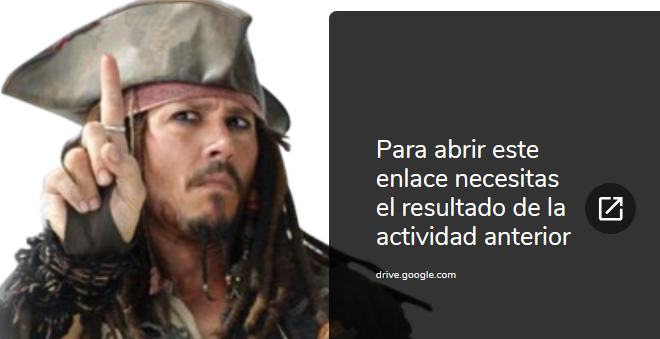 Para abrir este
enlace necesitas
el resultado de la
actividad anterior
drive.google.com